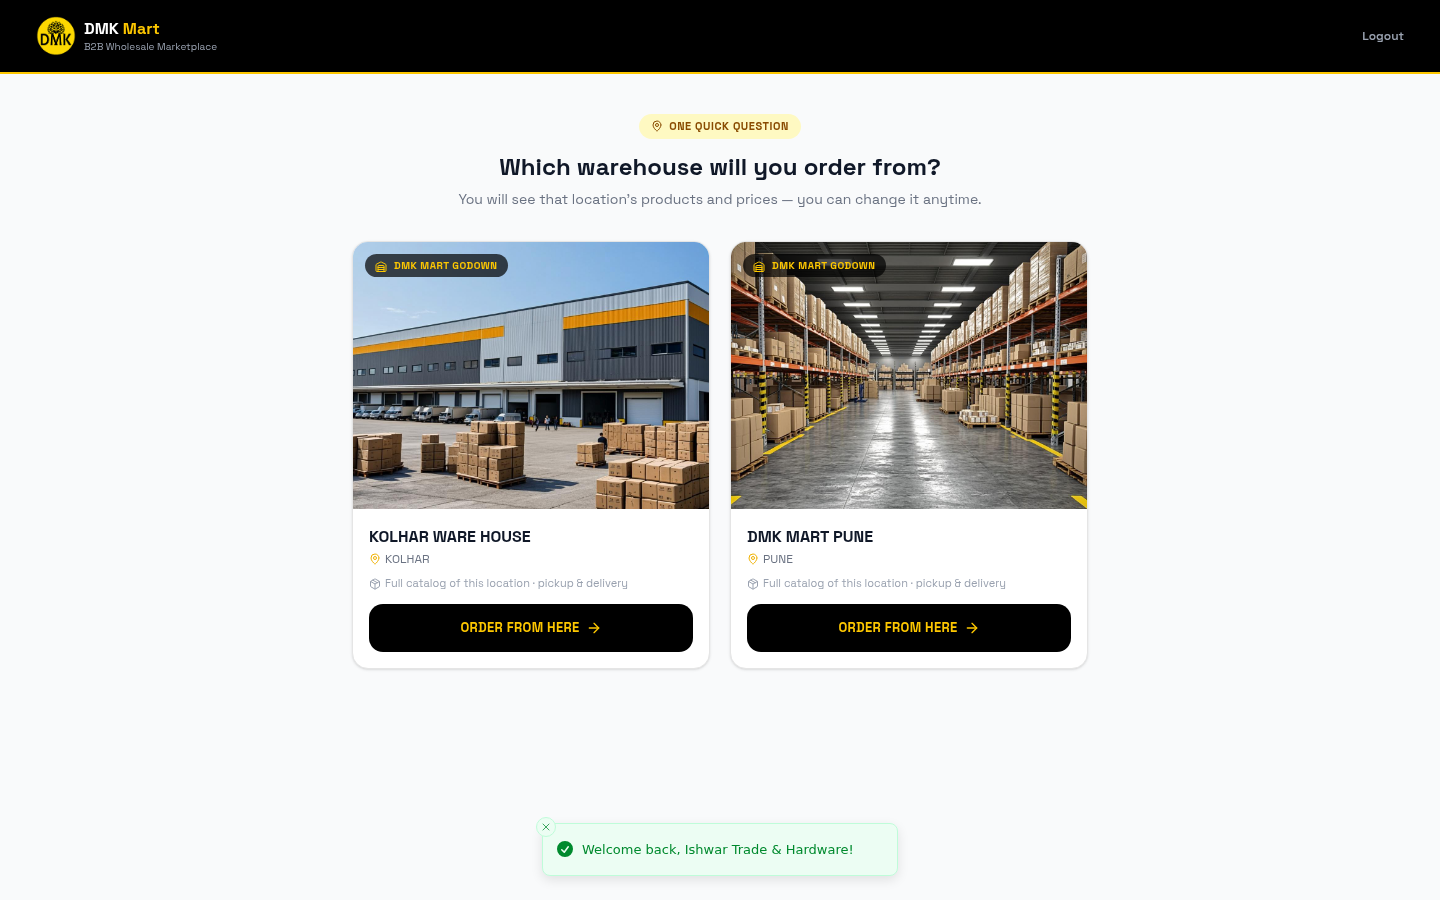 DMK
DMK Mart
B2B Wholesale Marketplace
Logout
ONE QUICK QUESTION
Which warehouse will you order from?
You will see that location's products and prices — you can change it anytime.
DMK MART GODOWN
DMK MART GODOWN
KOLHAR WARE HOUSE
KOLHAR
Full catalog of this location · pickup & delivery
ORDER FROM HERE →
DMK MART PUNE
PUNE
Full catalog of this location · pickup & delivery
ORDER FROM HERE →
Welcome back, Ishwar Trade & Hardware!